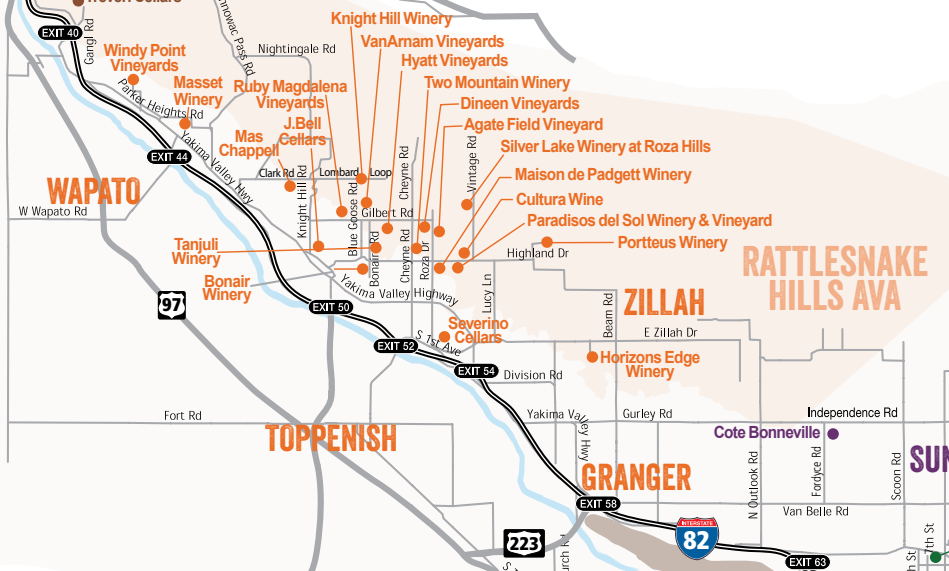 Knight Hill Winery
EXIT 40
Gangl Rd
Nightingale Rd
VanArnam Vineyards
Windy Point
Vineyards
Hyatt Vineyards
Masset
Winery
Ruby Magdalena
Vineyards
Two Mountain Winery
Parker Heights Rd
Dineen Vineyards
J.Bell
Cellars
Agate Field Vineyard
Mas
Chappell
Silver Lake Winery at Roza Hills
EXIT 44
Yakima Valley Hwy
Clark Rd
Lombard Loop
Cheyne Rd
Vintage Rd
Maison de Padgett Winery
WAPATO
Knight Hill Rd
Blue Goose Rd
Cultura Wine
W Wapato Rd
Gilbert Rd
Paradisos del Sol Winery & Vineyard
Tanjuli
Winery
Bonair Rd
Cheyne Rd
Roza Dr
Highland Dr
Portteus Winery
RATTLESNAKE
HILLS AVA
Bonair
Winery
Yakima Valley Highway
Lucy Ln
97
EXIT 50
Beam Rd
ZILLAH
Severino
Cellars
E Zillah Dr
EXIT 52
S 1st Ave
Horizons Edge
Winery
EXIT 54
Division Rd
Fort Rd
Yakima Valley Hwy
Gurley Rd
Independence Rd
TOPPENISH
Cote Bonneville
N Outlook Rd
Fordyce Rd
Scoon Rd
SUN
GRANGER
EXIT 58
Van Belle Rd
INTERSTATE
82
223
EXIT 63
7th St